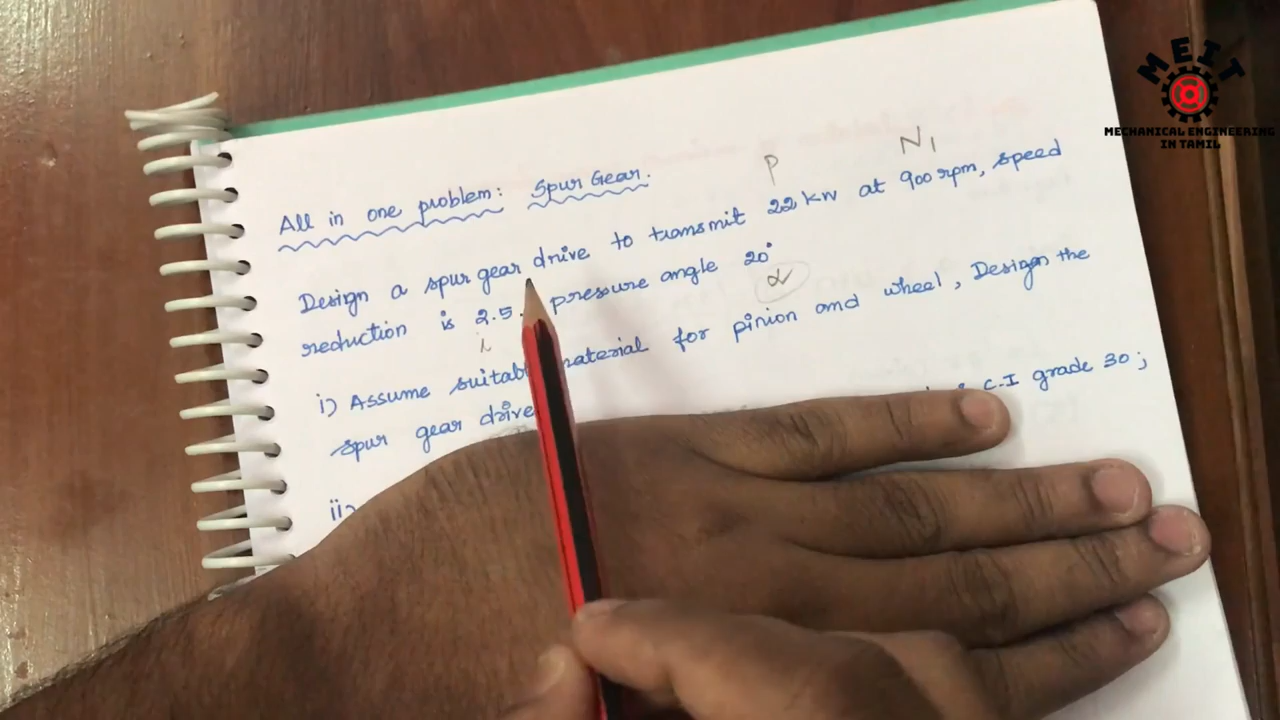 MEIT
MECHANICAL ENGINEERING
IN TAMIL
P N1
All in one problem: Spur Gear.
Design a spur gear drive to transmit 22 kw at 900 rpm, speed
reduction is 2.5. pressure angle 20°
i α
i) Assume suitabl material for pinion and wheel, Design the
spur gear drive C.I grade 30;
ii)